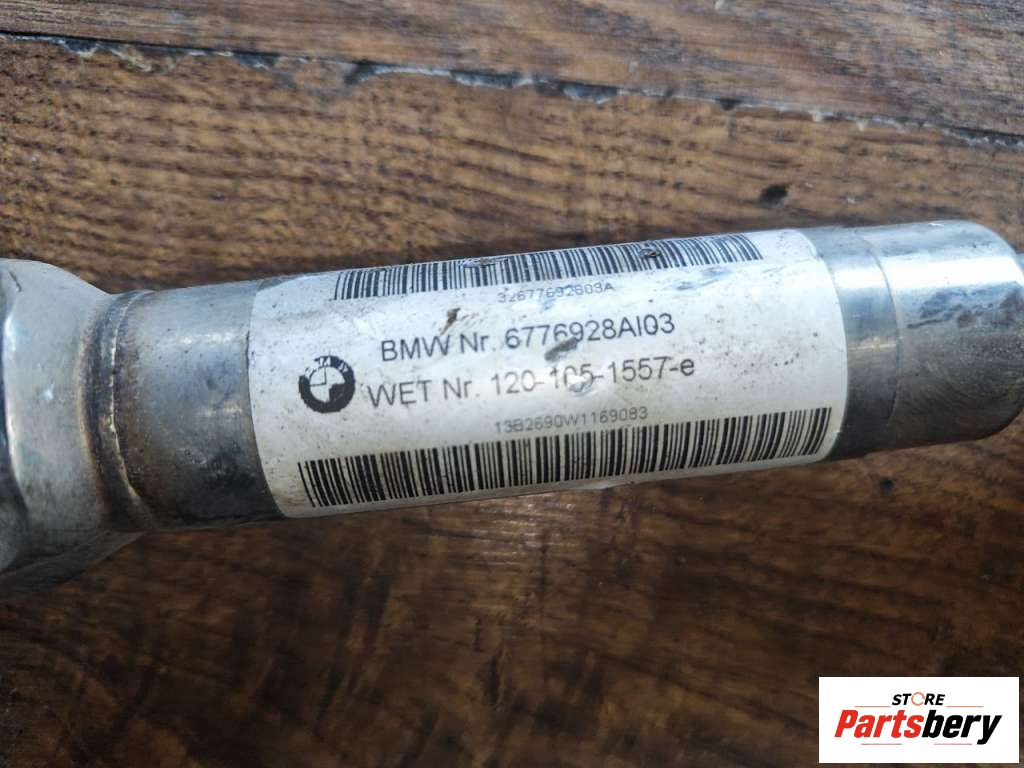 32677692803A
BMW Nr. 6776928AI03
WET Nr. 120-105-1557-e
13B2690W1169083
STORE
Partsbery